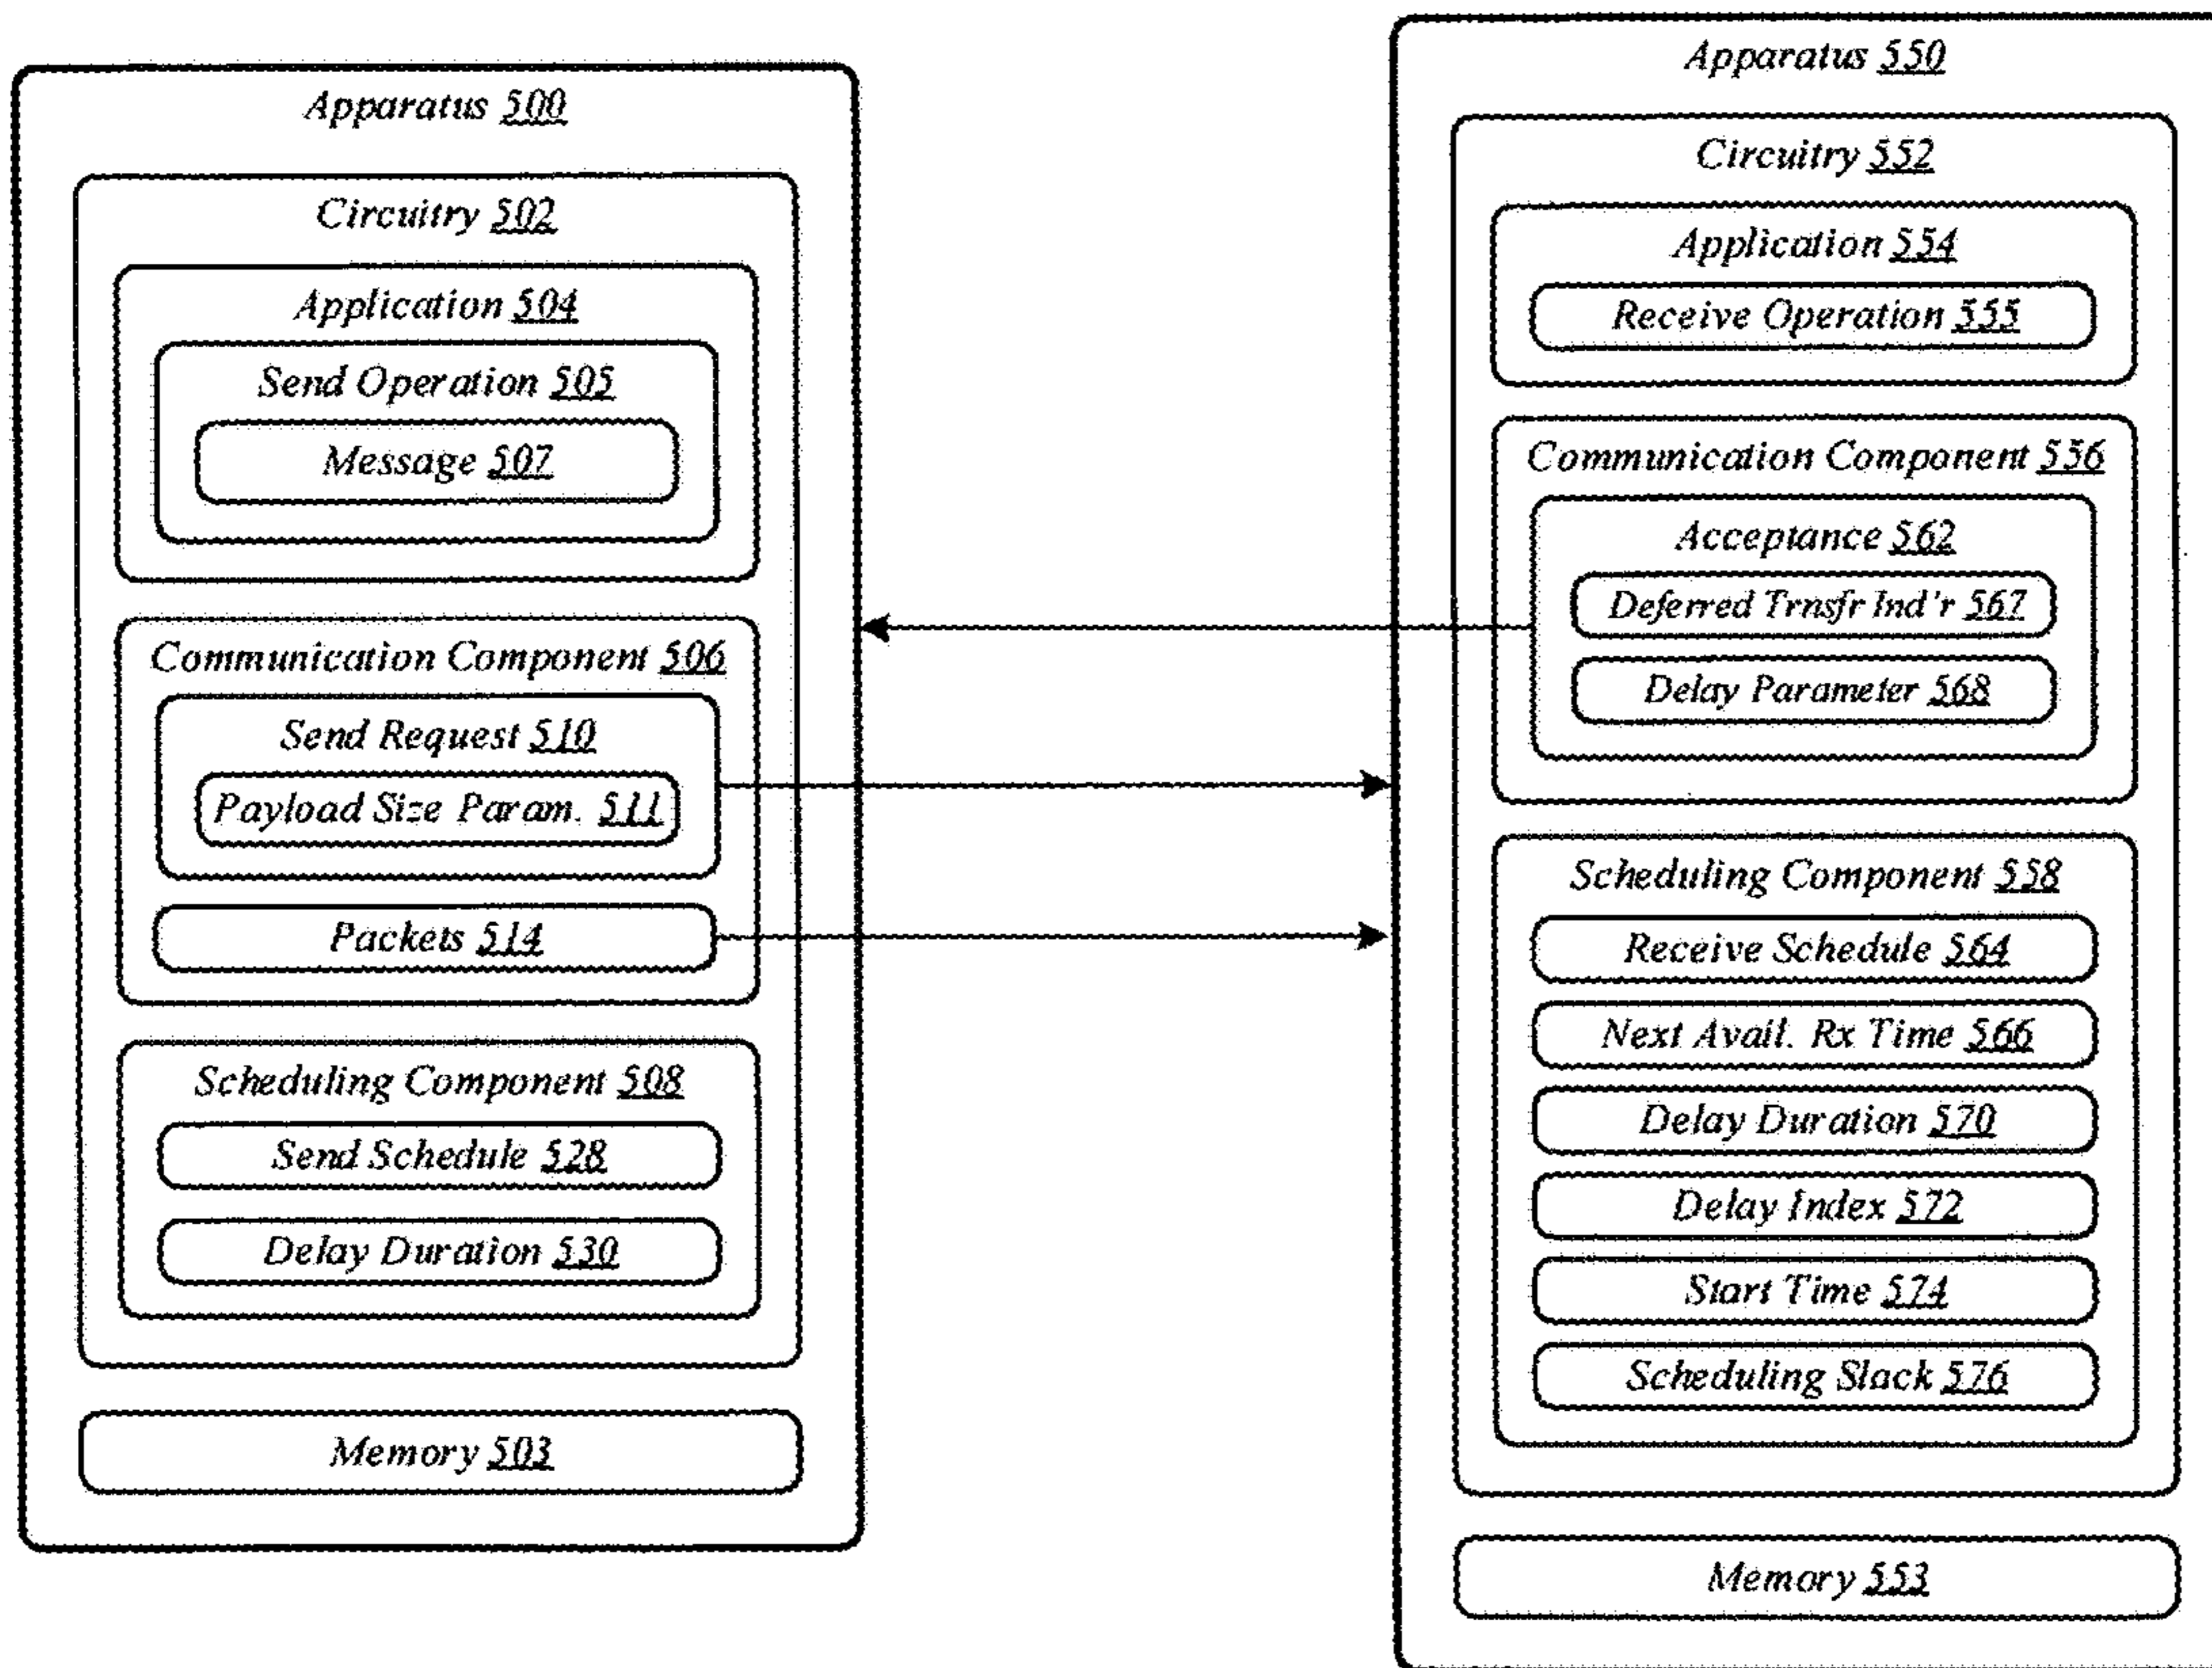 Apparatus 500
Circuitry 502
Application 504
Send Operation 505
Message 507
Communication Component 506
Send Request 510
Payload Size Param. 511
Packets 514
Scheduling Component 508
Send Schedule 528
Delay Duration 530
Memory 503
Apparatus 550
Circuitry 552
Application 554
Receive Operation 555
Communication Component 556
Acceptance 562
Deferred Trnsfr Ind'r 567
Delay Parameter 568
Scheduling Component 558
Receive Schedule 564
Next Avail. Rx Time 566
Delay Duration 570
Delay Index 572
Start Time 574
Scheduling Slack 576
Memory 553